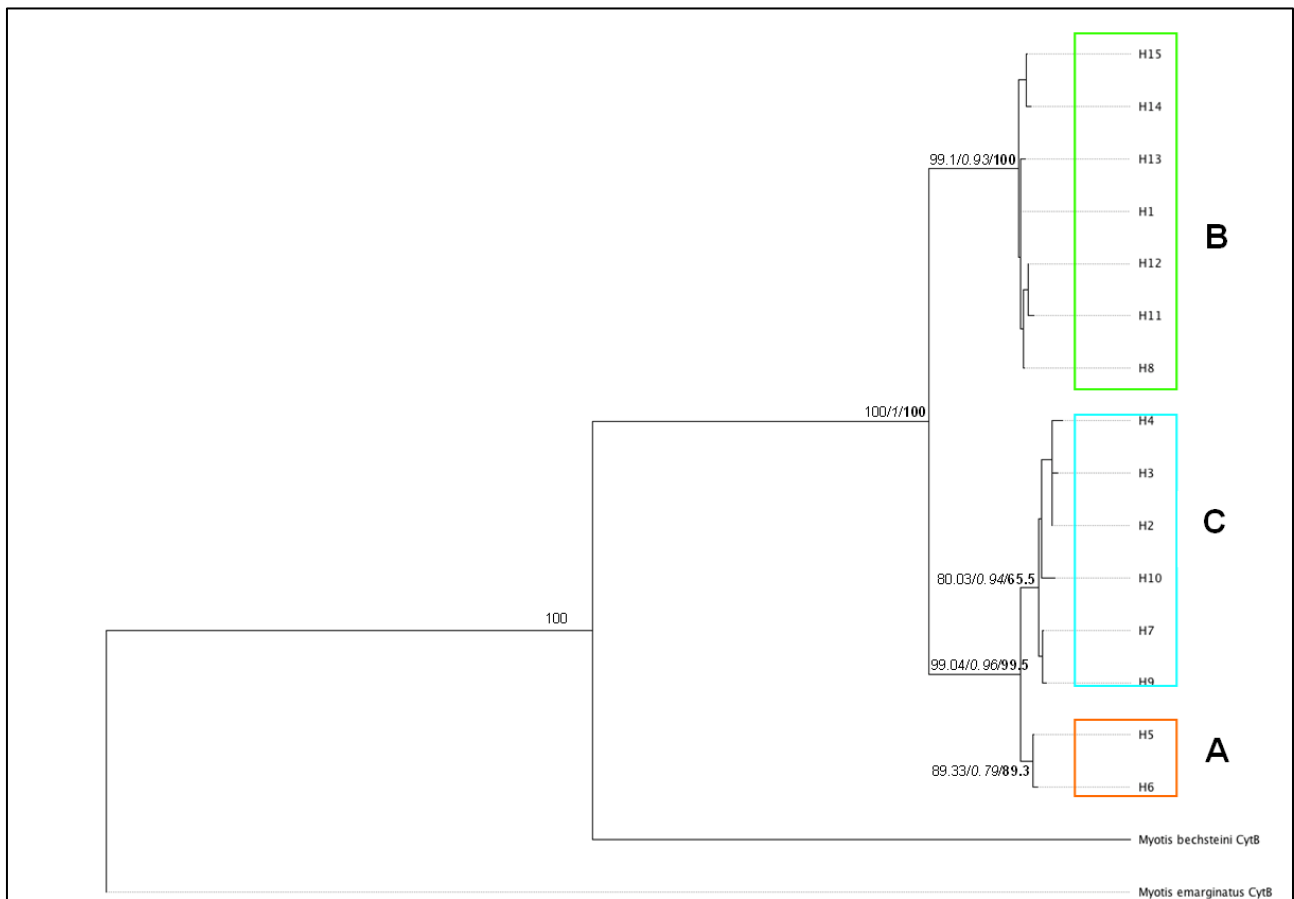 H15
H14
99.1/0.93/100
H13
H1
B
H12
H11
H8
100/1/100
H4
H3
C
H2
80.03/0.94/65.5
H10
100
H7
99.04/0.96/99.5
H9
H5
A
89.33/0.79/89.3
H6
Myotis bechsteini CytB
Myotis emarginatus CytB